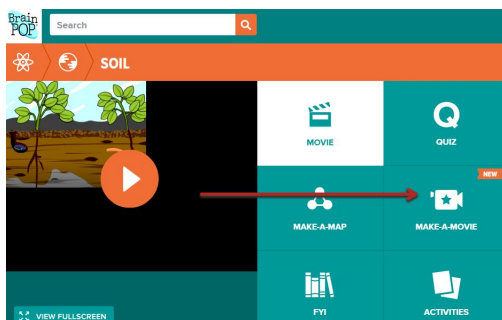 Brain
POP
Search
SOIL
MOVIE
Q
QUIZ
NEW
MAKE-A-MAP
MAKE-A-MOVIE
VIEW FULLSCREEN
FYI
ACTIVITIES